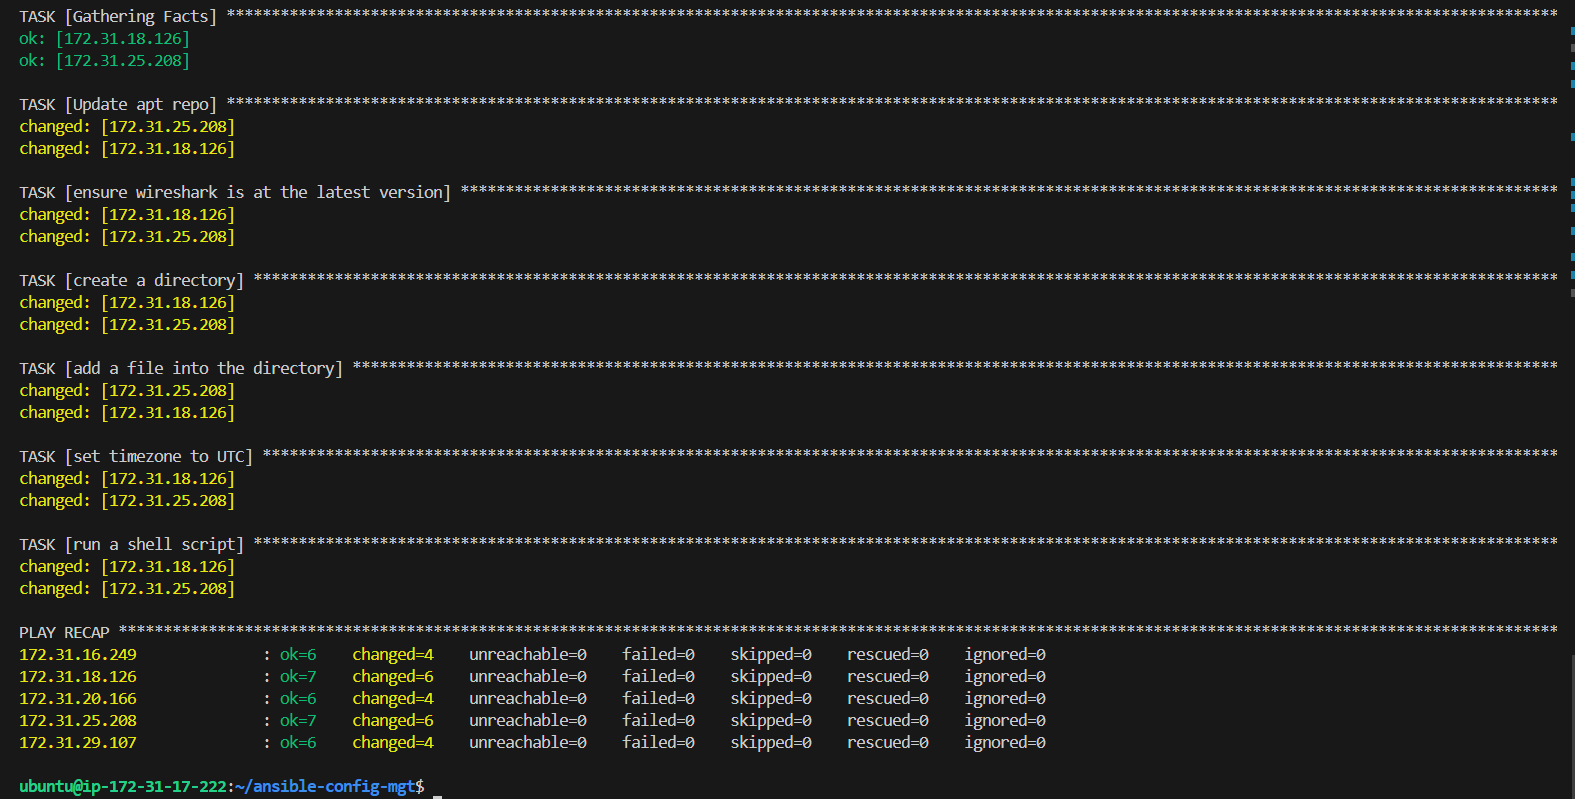 TASK [Gathering Facts] ****************************************************************************************************************************************************
ok: [172.31.18.126]
ok: [172.31.25.208]
TASK [Update apt repo] ****************************************************************************************************************************************************
changed: [172.31.25.208]
changed: [172.31.18.126]
TASK [ensure wireshark is at the latest version] **************************************************************************************************************************
changed: [172.31.18.126]
changed: [172.31.25.208]
TASK [create a directory] *************************************************************************************************************************************************
changed: [172.31.18.126]
changed: [172.31.25.208]
TASK [add a file into the directory] **************************************************************************************************************************************
changed: [172.31.25.208]
changed: [172.31.18.126]
TASK [set timezone to UTC] ************************************************************************************************************************************************
changed: [172.31.18.126]
changed: [172.31.25.208]
TASK [run a shell script] *************************************************************************************************************************************************
changed: [172.31.18.126]
changed: [172.31.25.208]
PLAY RECAP ****************************************************************************************************************************************************************
172.31.16.249              : ok=6    changed=4    unreachable=0    failed=0    skipped=0    rescued=0    ignored=0
172.31.18.126              : ok=7    changed=6    unreachable=0    failed=0    skipped=0    rescued=0    ignored=0
172.31.20.166              : ok=6    changed=4    unreachable=0    failed=0    skipped=0    rescued=0    ignored=0
172.31.25.208              : ok=7    changed=6    unreachable=0    failed=0    skipped=0    rescued=0    ignored=0
172.31.29.107              : ok=6    changed=4    unreachable=0    failed=0    skipped=0    rescued=0    ignored=0
ubuntu@ip-172-31-17-222:~/ansible-config-mgt$